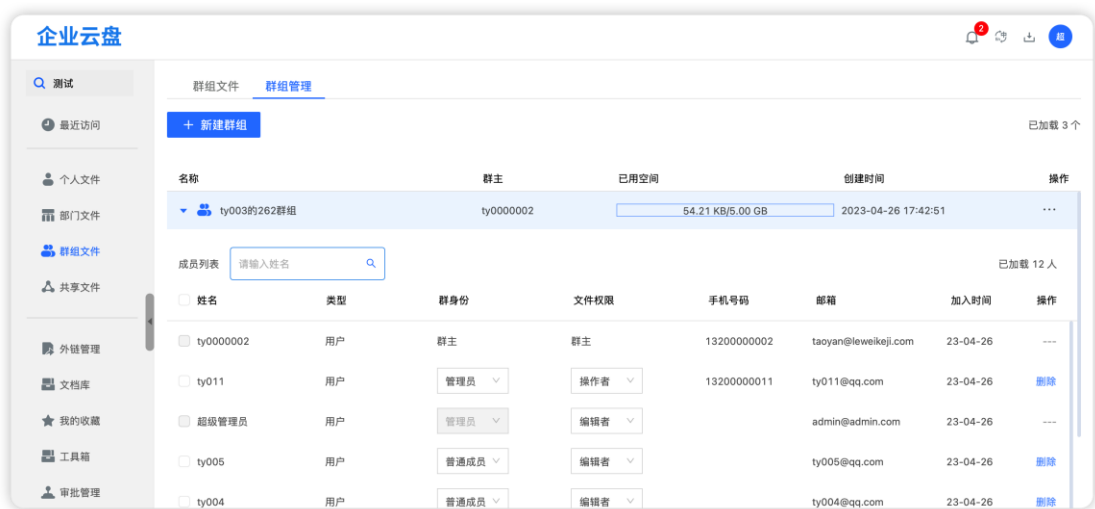 企业云盘
2
超
测试
群组文件 群组管理
最近访问
+ 新建群组 已加载 3 个
个人文件
名称 群主 已用空间 创建时间 操作
部门文件
ty003的262群组 ty0000002 54.21 KB/5.00 GB 2023-04-26 17:42:51 ...
群组文件
成员列表 请输入姓名 已加载 12 人
共享文件
姓名 类型 群身份 文件权限 手机号码 邮箱 加入时间 操作
外链管理
ty0000002 用户 群主 群主 13200000002 taoyan@leweikeji.com 23-04-26 ---
文档库
ty011 用户 管理员 操作者 13200000011 ty011@qq.com 23-04-26 删除
我的收藏
超级管理员 用户 管理员 编辑者 admin@admin.com 23-04-26 ---
工具箱
ty005 用户 普通成员 编辑者 ty005@qq.com 23-04-26 删除
审批管理
ty004 用户 普通成员 编辑者 ty004@qq.com 23-04-26 删除